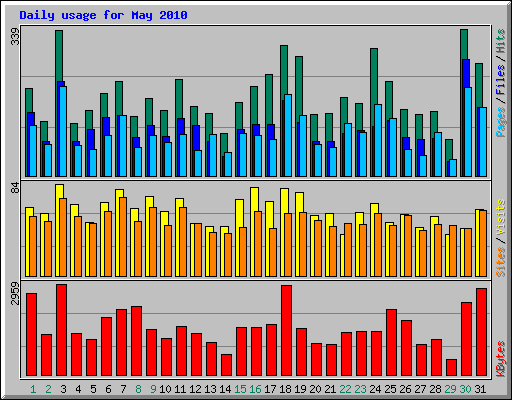 Daily usage for May 2010
339
Pages / Files / Hits
84
Sites / Visits
2959
KBytes
1 2 3 4 5 6 7 8 9 10 11 12 13 14 15 16 17 18 19 20 21 22 23 24 25 26 27 28 29 30 31